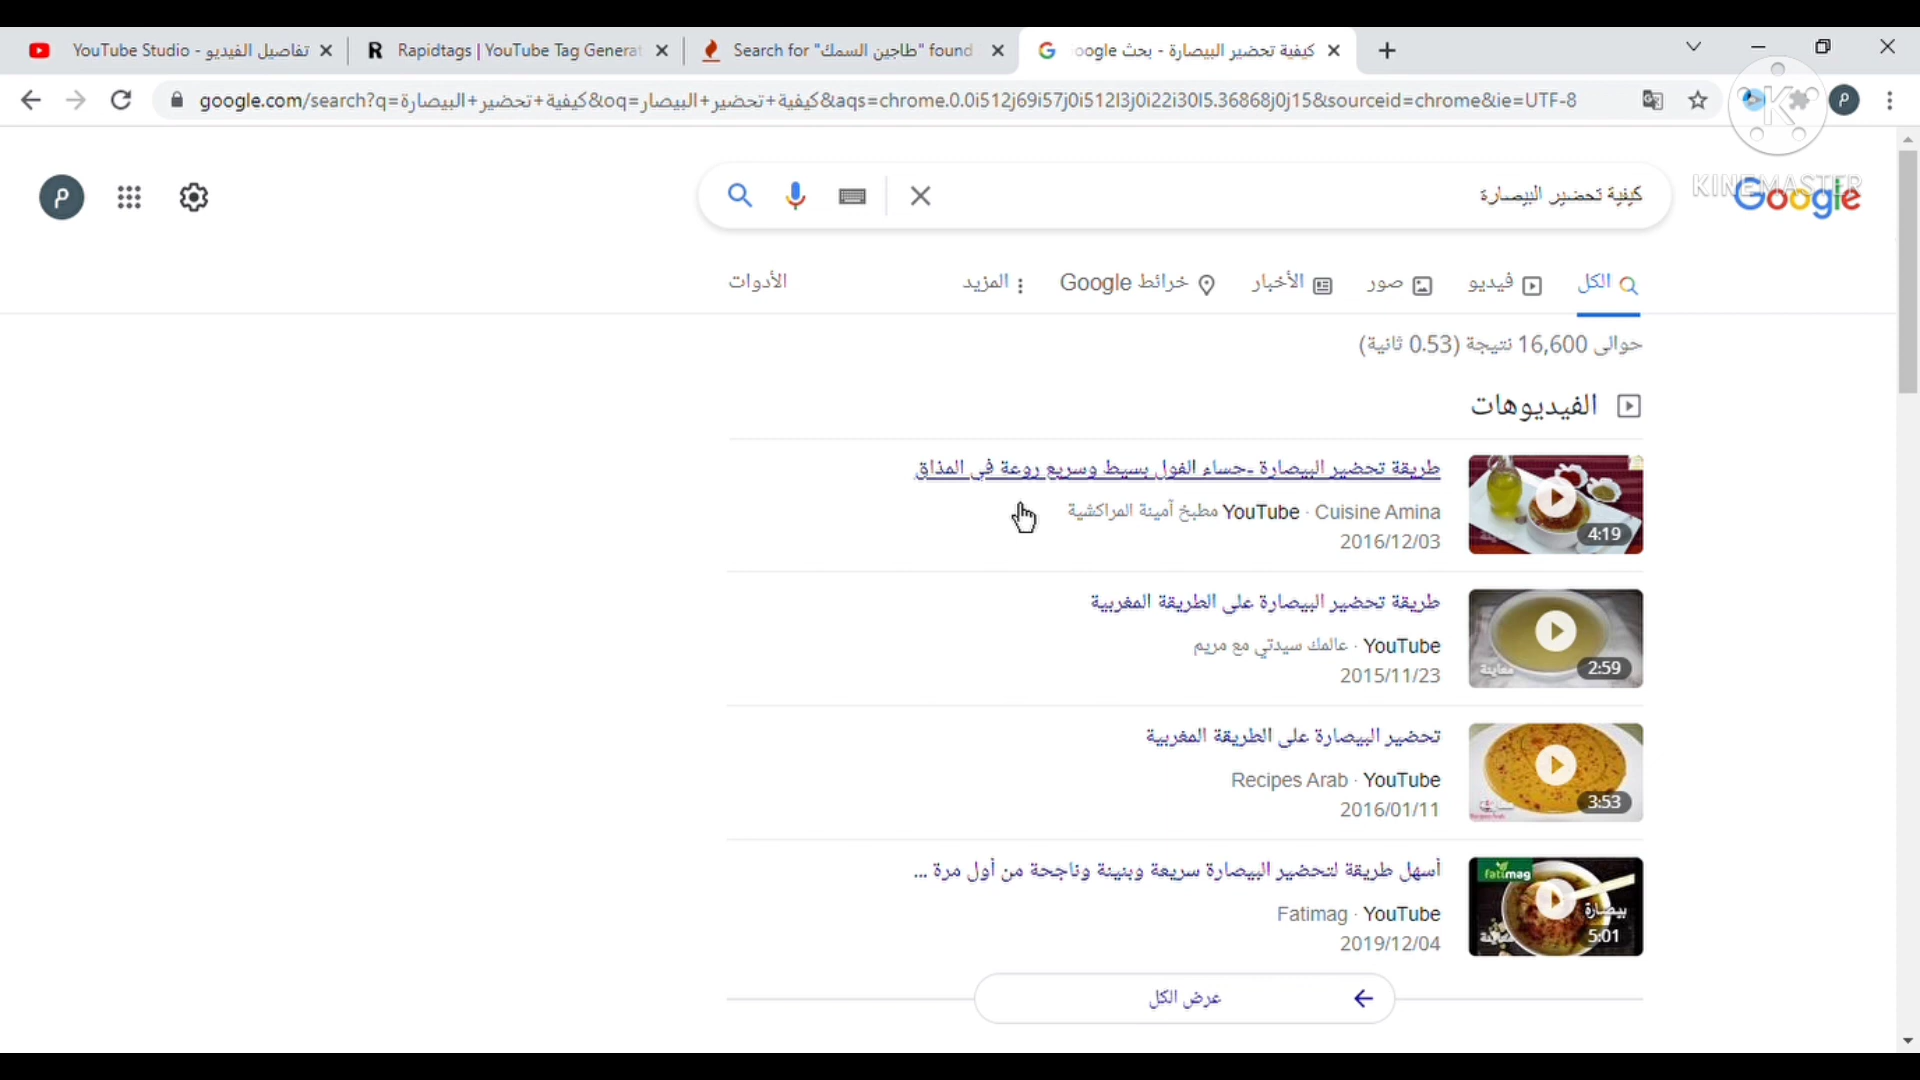 YouTube Studio - تفاصيل الفيديو
Rapidtags | YouTube Tag Generat
Search for "طاجين السمك" found
كيفية تحضير البيصارة - بحث oogle
google.com/search?q=كيفية+تحضير+البيصارة&oq=كيفية+تحضير+البيصار&aqs=chrome.0.0i512j69i57j0i512l3j0i22i30l5.36868j0j15&sourceid=chrome&ie=UTF-8
K
KINEMASTER
Google
كيفية تحضير البيصارة
الكل
فيديو
صور
الأخبار
خرائط Google
المزيد
الأدوات
حوالى 16,600 نتيجة (0.53 ثانية)
الفيديوهات
طريقة تحضير البيصارة -حساء الفول بسيط وسريع روعة في المذاق
YouTube · Cuisine Amina مطبخ أمينة المراكشية
2016/12/03
4:19
طريقة تحضير البيصارة على الطريقة المغربية
YouTube · عالمك سيدتي مع مريم
2015/11/23
معاينة
2:59
تحضير البيصارة على الطريقة المغربية
Recipes Arab · YouTube
2016/01/11
3:53
أسهل طريقة لتحضير البيصارة سريعة وبنينة وناجحة من أول مرة ...
Fatimag · YouTube
2019/12/04
fatimag
بيصارة
معاينة
5:01
عرض الكل